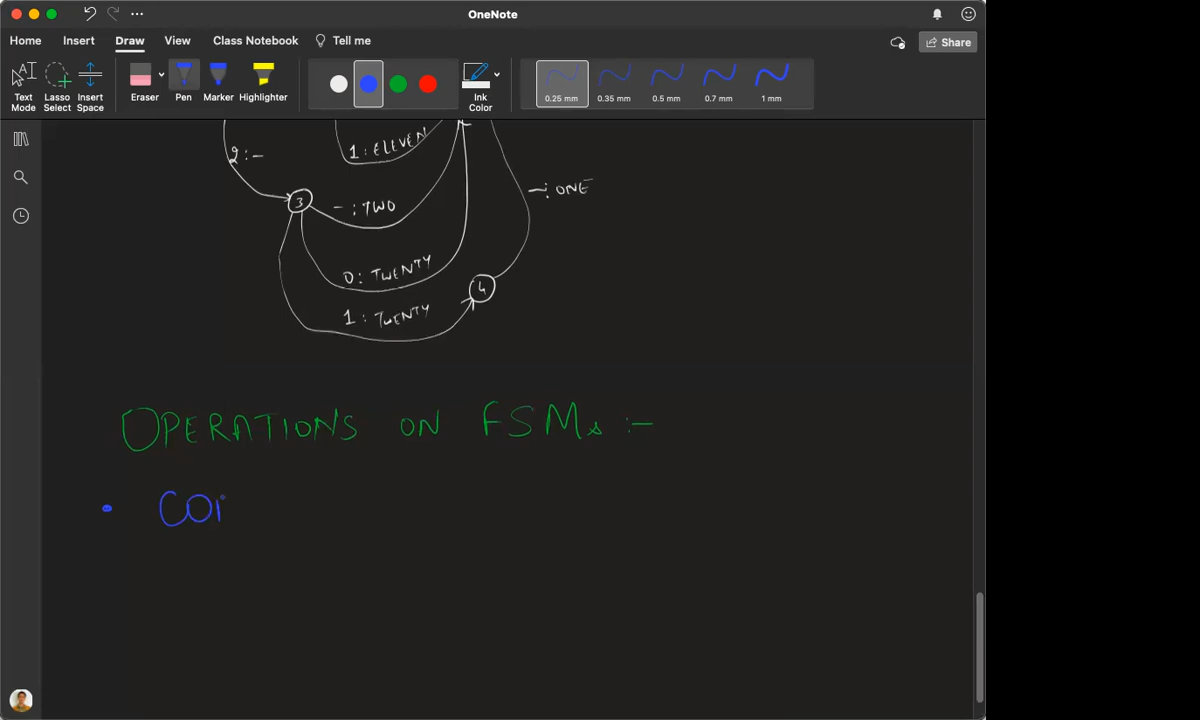 OneNote
Home Insert Draw View Class Notebook Tell me
Share
Text Mode
Lasso Select
Insert Space
Eraser
Pen
Marker
Highlighter
Ink Color
0.25 mm 0.35 mm 0.5 mm 0.7 mm 1 mm
1 : ELEVEN
2 : –
– : ONE
3
– : TWO
0 : TWENTY
4
1 : TWENTY
OPERATIONS ON FSMs :–